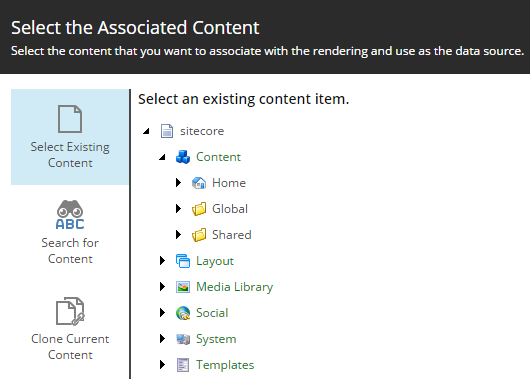 Select the Associated Content
Select the content that you want to associate with the rendering and use as the data source.
Select Existing
Content
ABC
Search for
Content
Clone Current
Content
Select an existing content item.
sitecore
Content
Home
Global
Shared
Layout
Media Library
Social
System
Templates